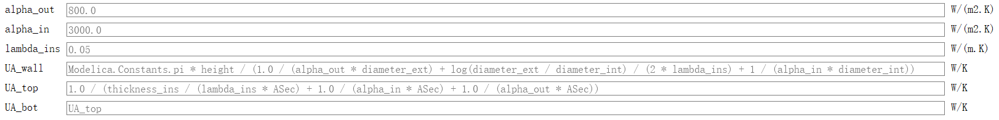 alpha_out 800.0 W/(m2.K)
alpha_in 3000.0 W/(m2.K)
lambda_ins 0.05 W/(m.K)
UA_wall Modelica.Constants.pi * height / (1.0 / (alpha_out * diameter_ext) + log(diameter_ext / diameter_int) / (2 * lambda_ins) + 1 / (alpha_in * diameter_int)) W/K
UA_top 1.0 / (thickness_ins / (lambda_ins * ASec) + 1.0 / (alpha_in * ASec) + 1.0 / (alpha_out * ASec)) W/K
UA_bot UA_top W/K